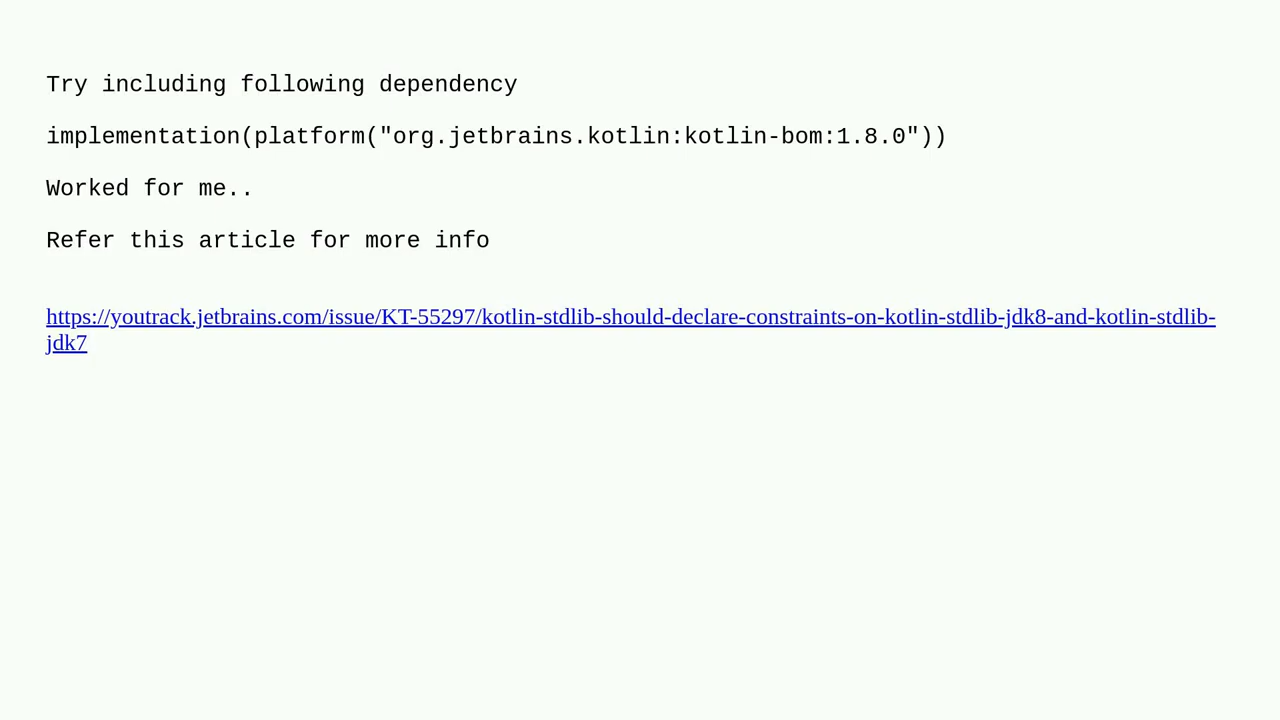 Try including following dependency
implementation(platform("org.jetbrains.kotlin:kotlin-bom:1.8.0"))
Worked for me..
Refer this article for more info
https://youtrack.jetbrains.com/issue/KT-55297/kotlin-stdlib-should-declare-constraints-on-kotlin-stdlib-jdk8-and-kotlin-stdlib-
jdk7